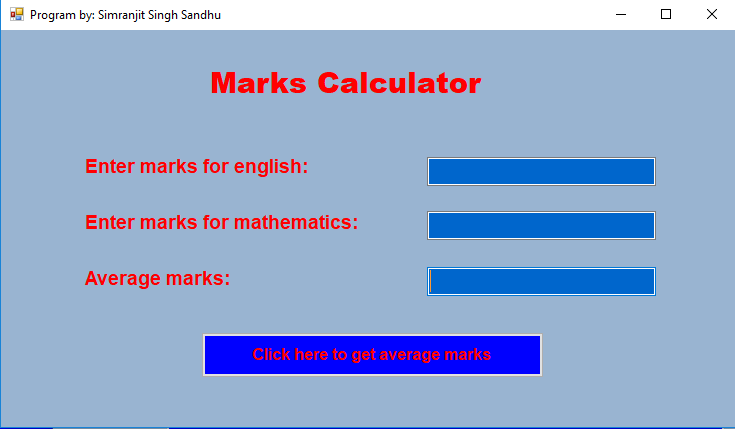 Program by: Simranjit Singh Sandhu
Marks Calculator
Enter marks for english:
Enter marks for mathematics:
Average marks:
Click here to get average marks